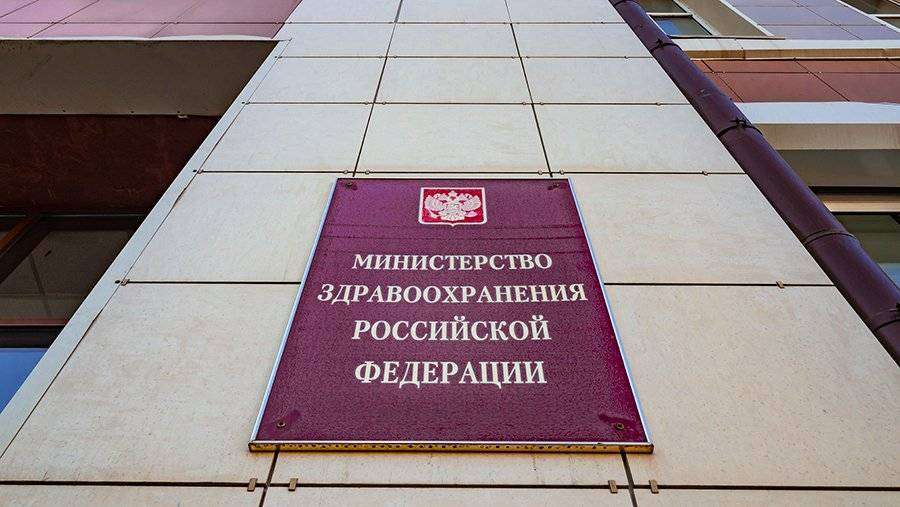 МИНИСТЕРСТВО
ЗДРАВООХРАНЕНИЯ
РОССИЙСКОЙ
ФЕДЕРАЦИИ